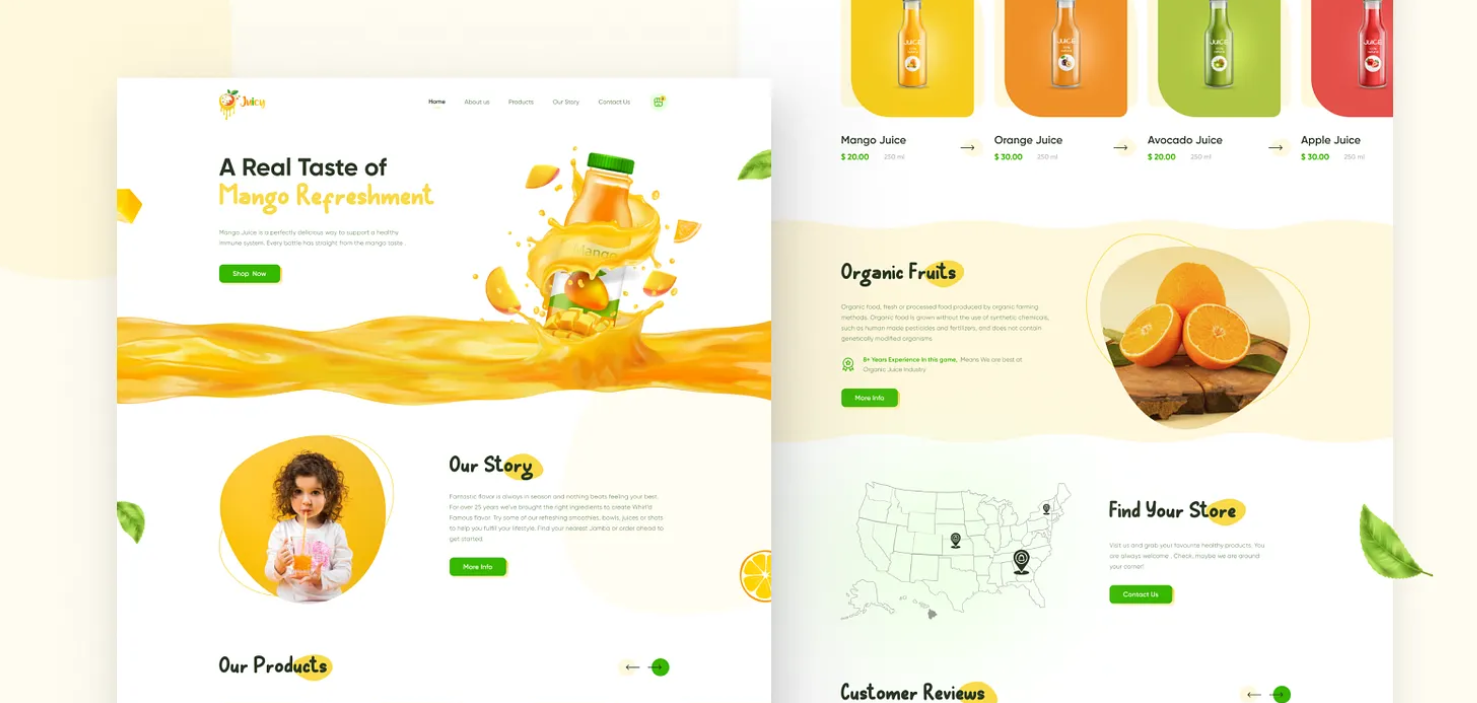 Juicy
Home
About us
Products
Our Story
Contact Us
A Real Taste of
Mango Refreshment
Mango Juice is a perfectly delicious way to support a healthy
immune system. Every bottle has straight from the mango taste .
Shop Now
Mango
Our Story
Fantastic flavor is always in season and nothing beats feeling your best.
For over 25 years we've brought the right ingredients to create Whirl'd
Famous flavor. Try some of our refreshing smoothies, bowls, juices or shots
to help you fulfill your lifestyle. Find your nearest Jamba or order ahead to
get started.
More Info
Our Products
JUICE
JUICE
JUICE
JUICE
Mango Juice
$ 20.00
250 ml
Orange Juice
$ 30.00
250 ml
Avocado Juice
$ 20.00
250 ml
Apple Juice
$ 30.00
250 ml
Organic Fruits
Organic food, fresh or processed food produced by organic farming
methods. Organic food is grown without the use of synthetic chemicals,
such as human made pesticides and fertilizers, and does not contain
genetically modified organisms.
8+ Years Experience in this game, Means We are best at
Organic Juice Industry
More Info
Find Your Store
Visit us and grab your favourite healthy products. You
are always welcome . Check, maybe we are around
your corner!
Contact Us
Customer Reviews